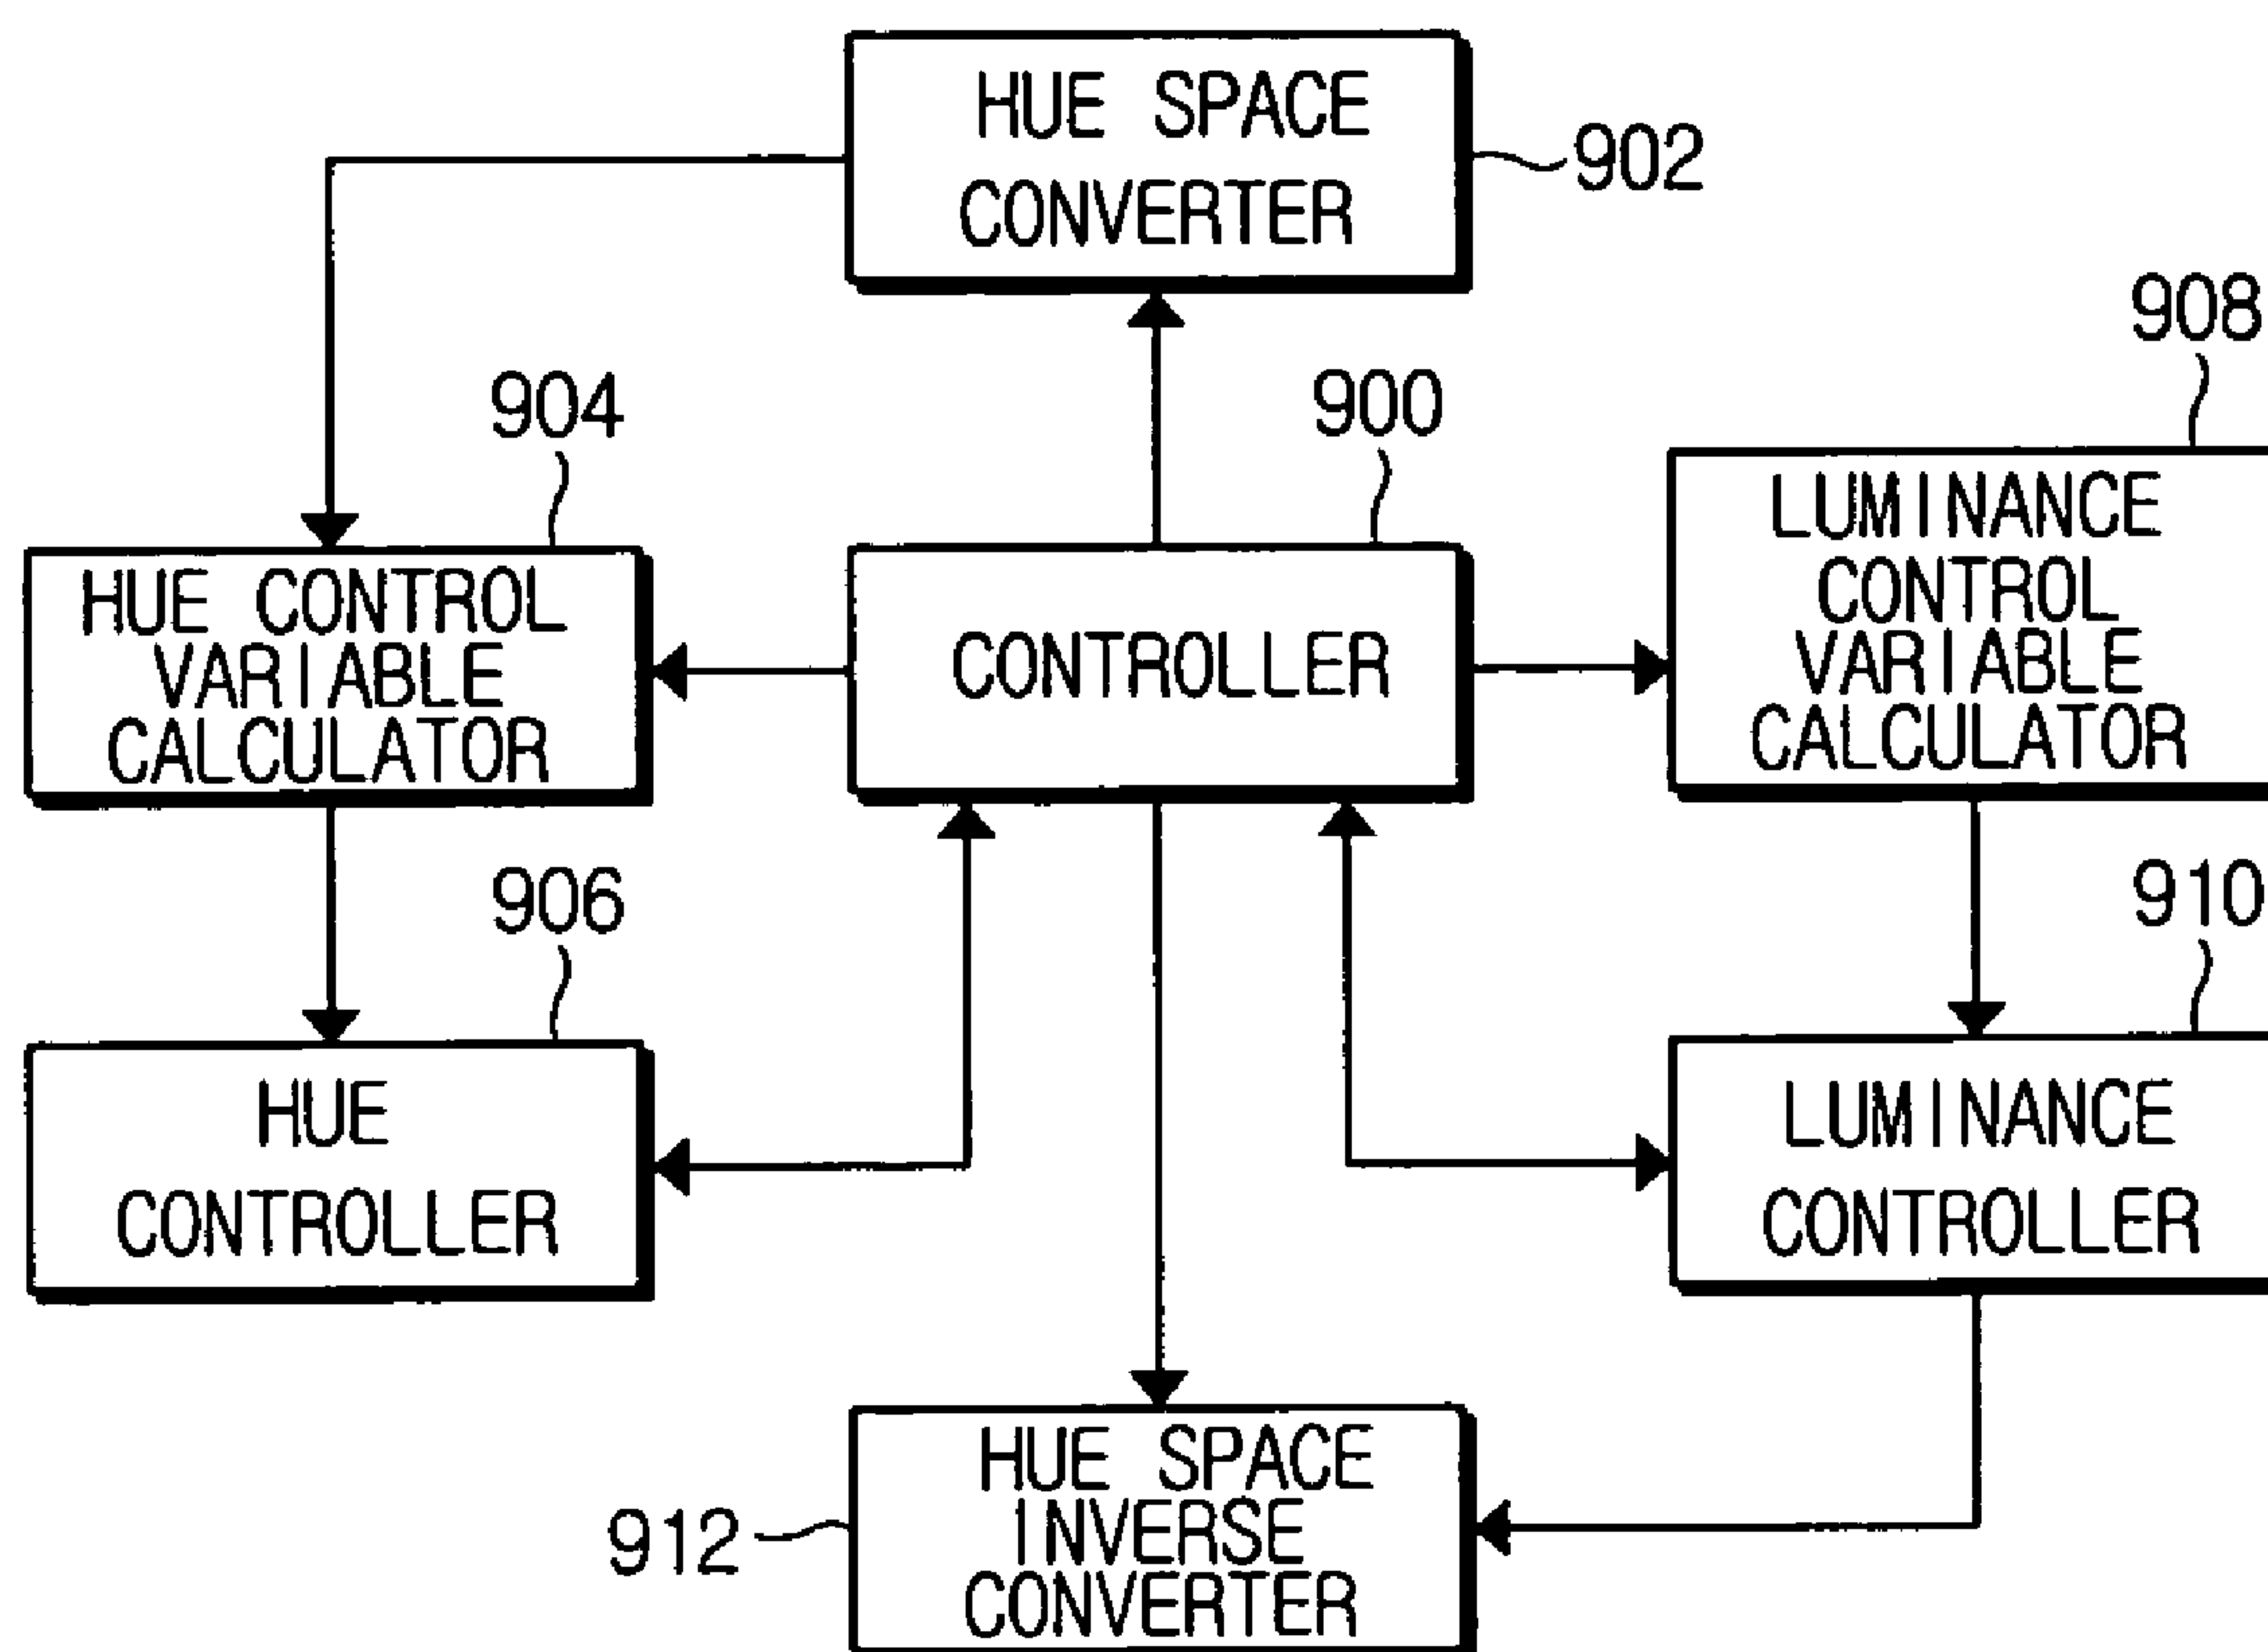 HUE SPACE
CONVERTER
902
908
904
900
HUE CONTROL
VARIABLE
CALCULATOR
CONTROLLER
LUMINANCE
CONTROL
VARIABLE
CALCULATOR
906
910
HUE
CONTROLLER
LUMINANCE
CONTROLLER
912
HUE SPACE
INVERSE
CONVERTER